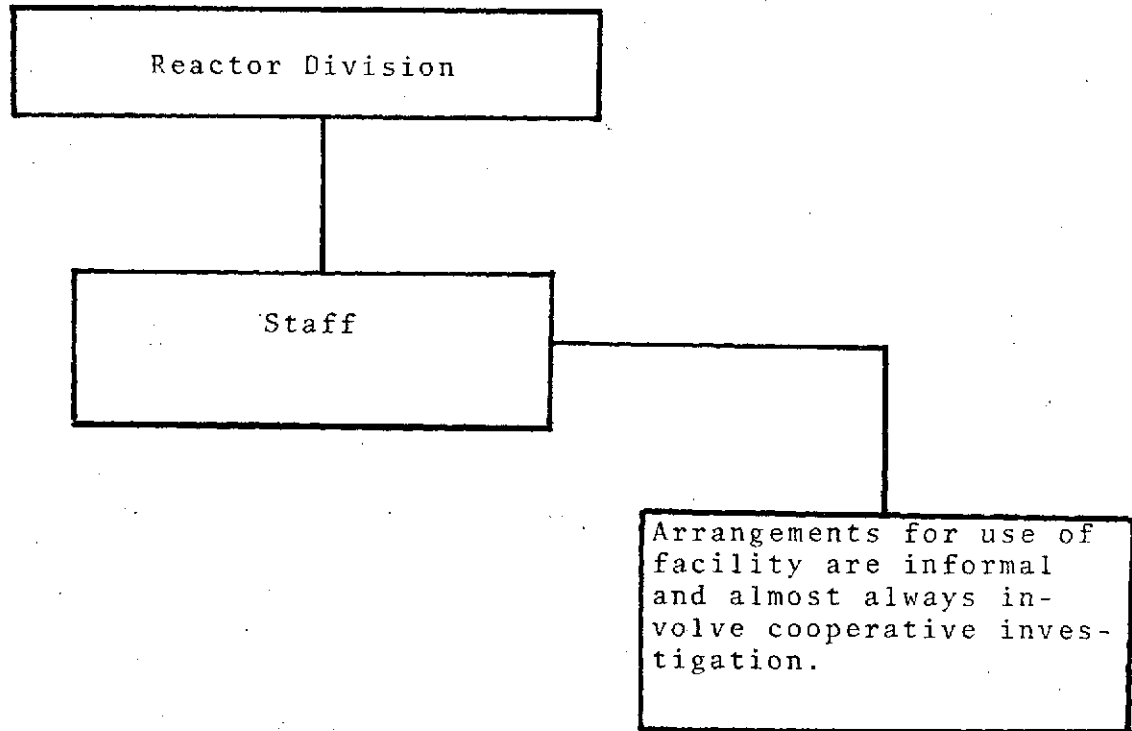 Reactor Division
Staff
Arrangements for use of
facility are informal
and almost always in-
volve cooperative inves-
tigation.